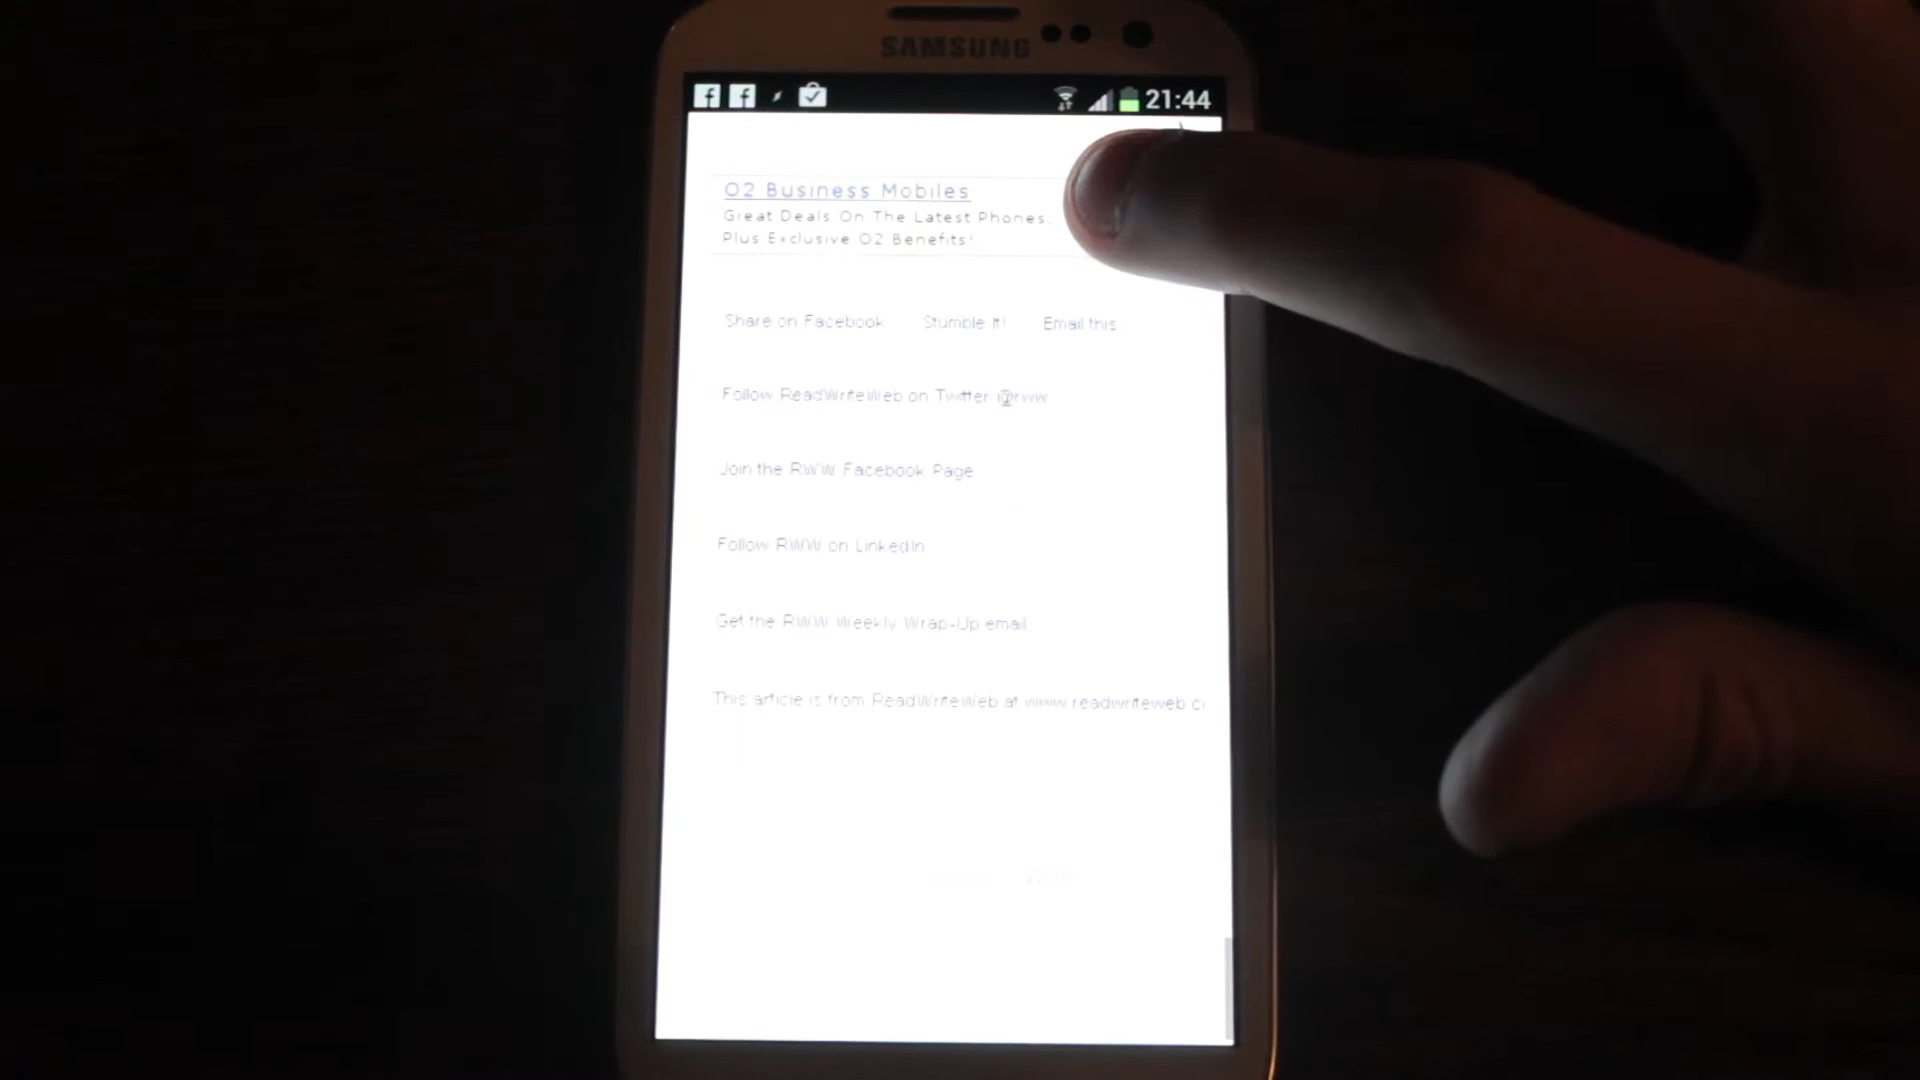 SAMSUNG
21:44
O2 Business Mobiles
Great Deals On The Latest Phones.
Plus Exclusive O2 Benefits!
Share on Facebook Stumble It! Email this
Follow ReadWriteWeb on Twitter @rww
Join the RWW Facebook Page
Follow RWW on LinkedIn
Get the RWW Weekly Wrap-Up email
This article is from ReadWriteWeb at www.readwriteweb.c